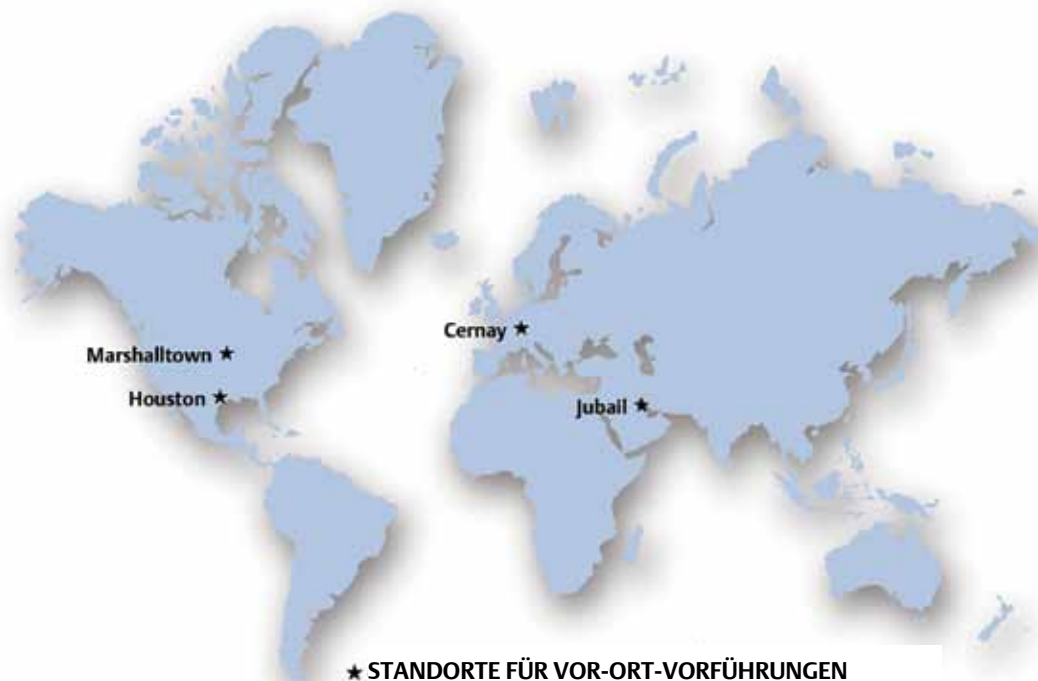 Cernay ★
Marshalltown ★
Houston ★
Jubail ★
★ STANDORTE FÜR VOR-ORT-VORFÜHRUNGEN